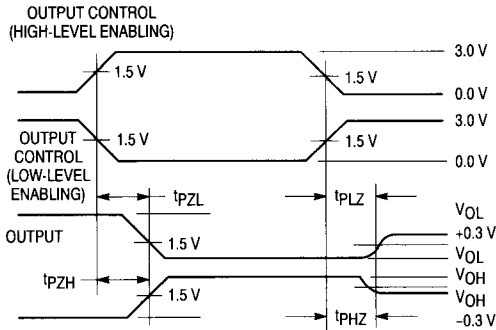 OUTPUT CONTROL
(HIGH-LEVEL ENABLING)
3.0 V
1.5 V
1.5 V
0.0 V
3.0 V
OUTPUT
CONTROL
(LOW-LEVEL
ENABLING)
1.5 V
1.5 V
0.0 V
tPZL
tPLZ
VOL
+0.3 V
OUTPUT
1.5 V
VOL
tPZH
VOH
1.5 V
VOH
tPHZ
–0.3 V